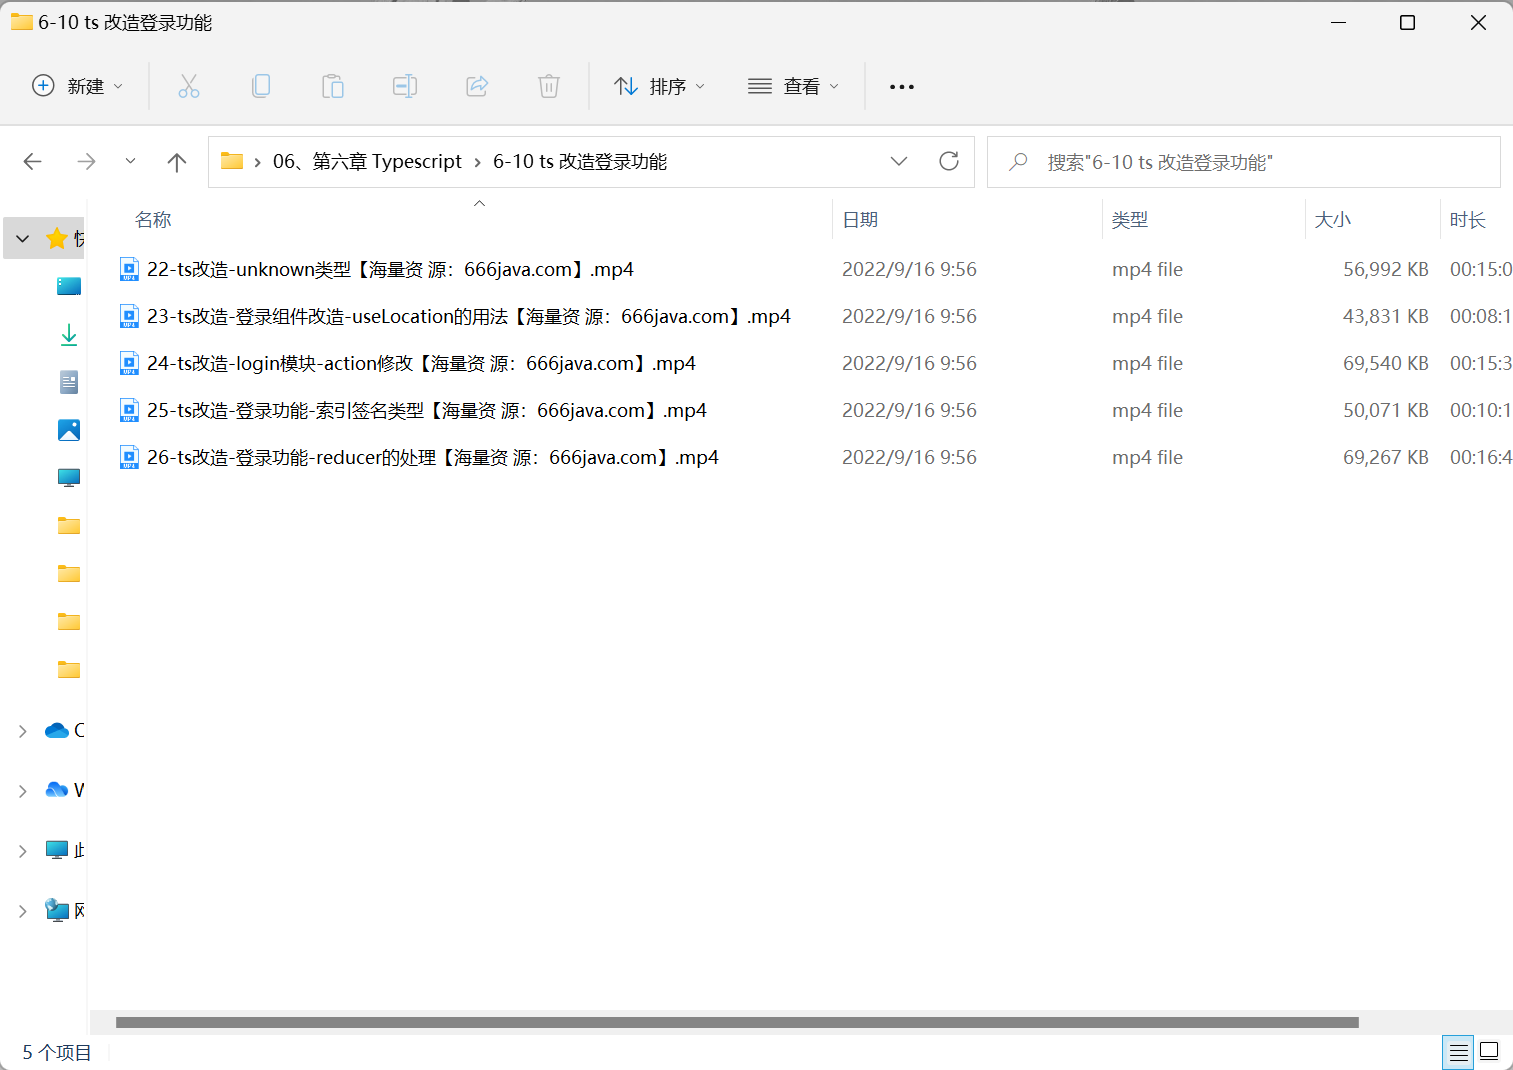 6-10 ts 改造登录功能
新建 排序 查看
06、第六章 Typescript 6-10 ts 改造登录功能 搜索"6-10 ts 改造登录功能"
名称 日期 类型 大小 时长
22-ts改造-unknown类型【海量资 源：666java.com】.mp4 2022/9/16 9:56 mp4 file 56,992 KB 00:15:0
23-ts改造-登录组件改造-useLocation的用法【海量资 源：666java.com】.mp4 2022/9/16 9:56 mp4 file 43,831 KB 00:08:1
24-ts改造-login模块-action修改【海量资 源：666java.com】.mp4 2022/9/16 9:56 mp4 file 69,540 KB 00:15:3
25-ts改造-登录功能-索引签名类型【海量资 源：666java.com】.mp4 2022/9/16 9:56 mp4 file 50,071 KB 00:10:1
26-ts改造-登录功能-reducer的处理【海量资 源：666java.com】.mp4 2022/9/16 9:56 mp4 file 69,267 KB 00:16:4
5 个项目